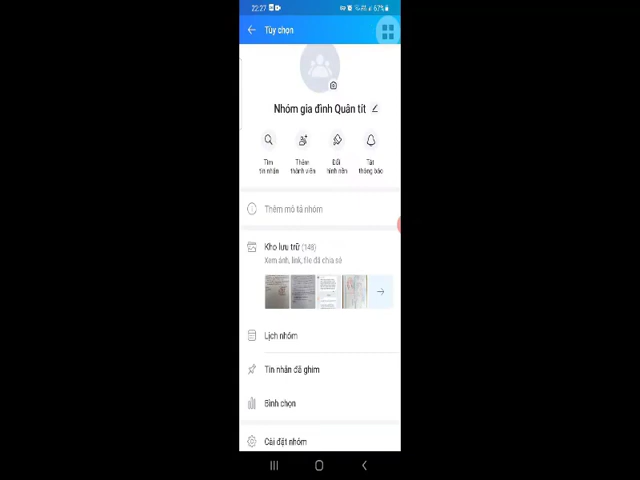 22:27
67%
Tùy chọn
Nhóm gia đình Quân tít
Tìm tin nhắn
Thêm thành viên
Đổi hình nền
Tắt thông báo
Thêm mô tả nhóm
Kho lưu trữ (148)
Xem ảnh, link, file đã chia sẻ
Lịch nhóm
Tin nhắn đã ghim
Bình chọn
Cài đặt nhóm